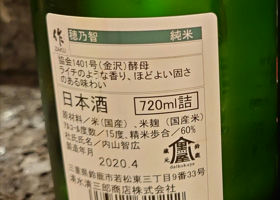 作 ZAKU 穂乃智 純米
協会1401号(金沢)酵母
ライチのような香り、ほどよい固さ
のある味わい
日本酒 720ml詰
原材料/米(国産)、米麹(国産米)
アルコール度数/15度、精米歩合/60%
杜氏氏名/内山智広
製造年月
2020.4
三重県鈴鹿市若松東三丁目9番33号
清水清三郎商店株式会社